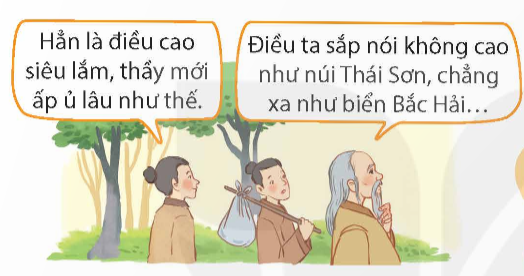 Hẳn là điều cao
siêu lắm, thầy mới
ấp ủ lâu như thế.
Điều ta sắp nói không cao
như núi Thái Sơn, chẳng
xa như biển Bắc Hải...